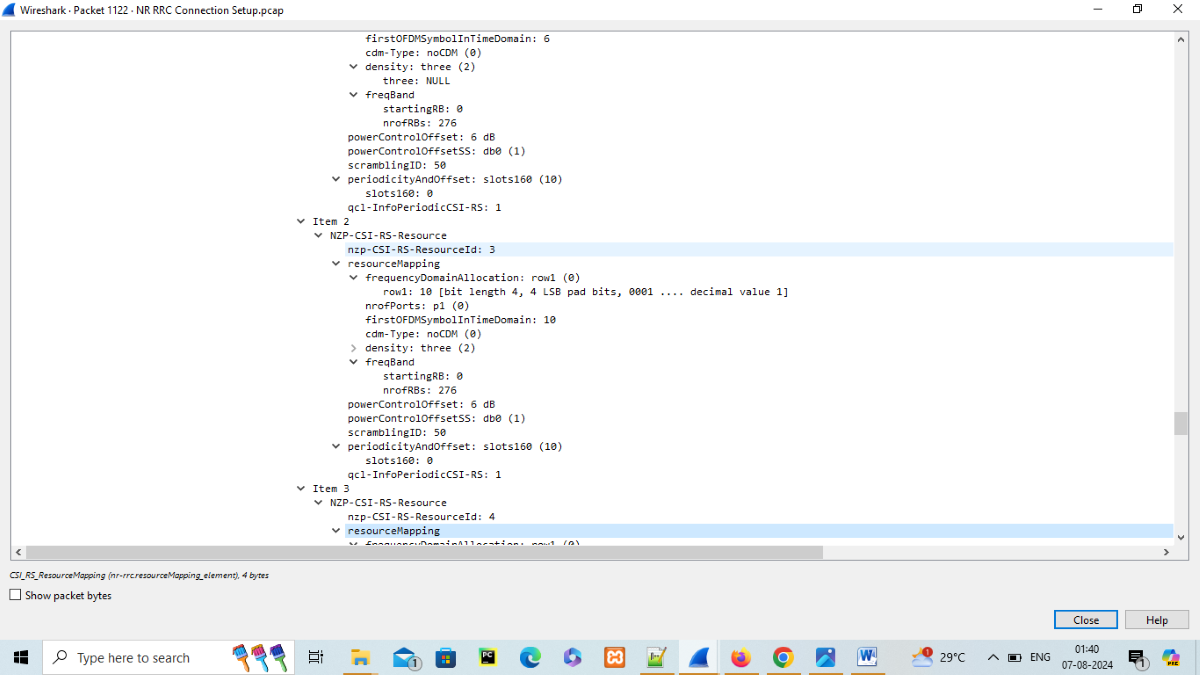 Wireshark · Packet 1122 · NR RRC Connection Setup.pcap
firstOFDMSymbolInTimeDomain: 6
cdm-Type: noCDM (0)
density: three (2)
three: NULL
freqBand
startingRB: 0
nrofRBs: 276
powerControlOffset: 6 dB
powerControlOffsetSS: db0 (1)
scramblingID: 50
periodicityAndOffset: slots160 (10)
slots160: 0
qcl-InfoPeriodicCSI-RS: 1
Item 2
NZP-CSI-RS-Resource
nzp-CSI-RS-ResourceId: 3
resourceMapping
frequencyDomainAllocation: row1 (0)
row1: 10 [bit length 4, 4 LSB pad bits, 0001 .... decimal value 1]
nrofPorts: p1 (0)
firstOFDMSymbolInTimeDomain: 10
cdm-Type: noCDM (0)
density: three (2)
freqBand
startingRB: 0
nrofRBs: 276
powerControlOffset: 6 dB
powerControlOffsetSS: db0 (1)
scramblingID: 50
periodicityAndOffset: slots160 (10)
slots160: 0
qcl-InfoPeriodicCSI-RS: 1
Item 3
NZP-CSI-RS-Resource
nzp-CSI-RS-ResourceId: 4
resourceMapping
frequencyDomainAllocation: row1 (0)
CSI_RS_ResourceMapping (nr-rrc.resourceMapping_element), 4 bytes
Show packet bytes
Close Help
Type here to search
1
PC
W
29°C
ENG
01:40
07-08-2024
1
PRE